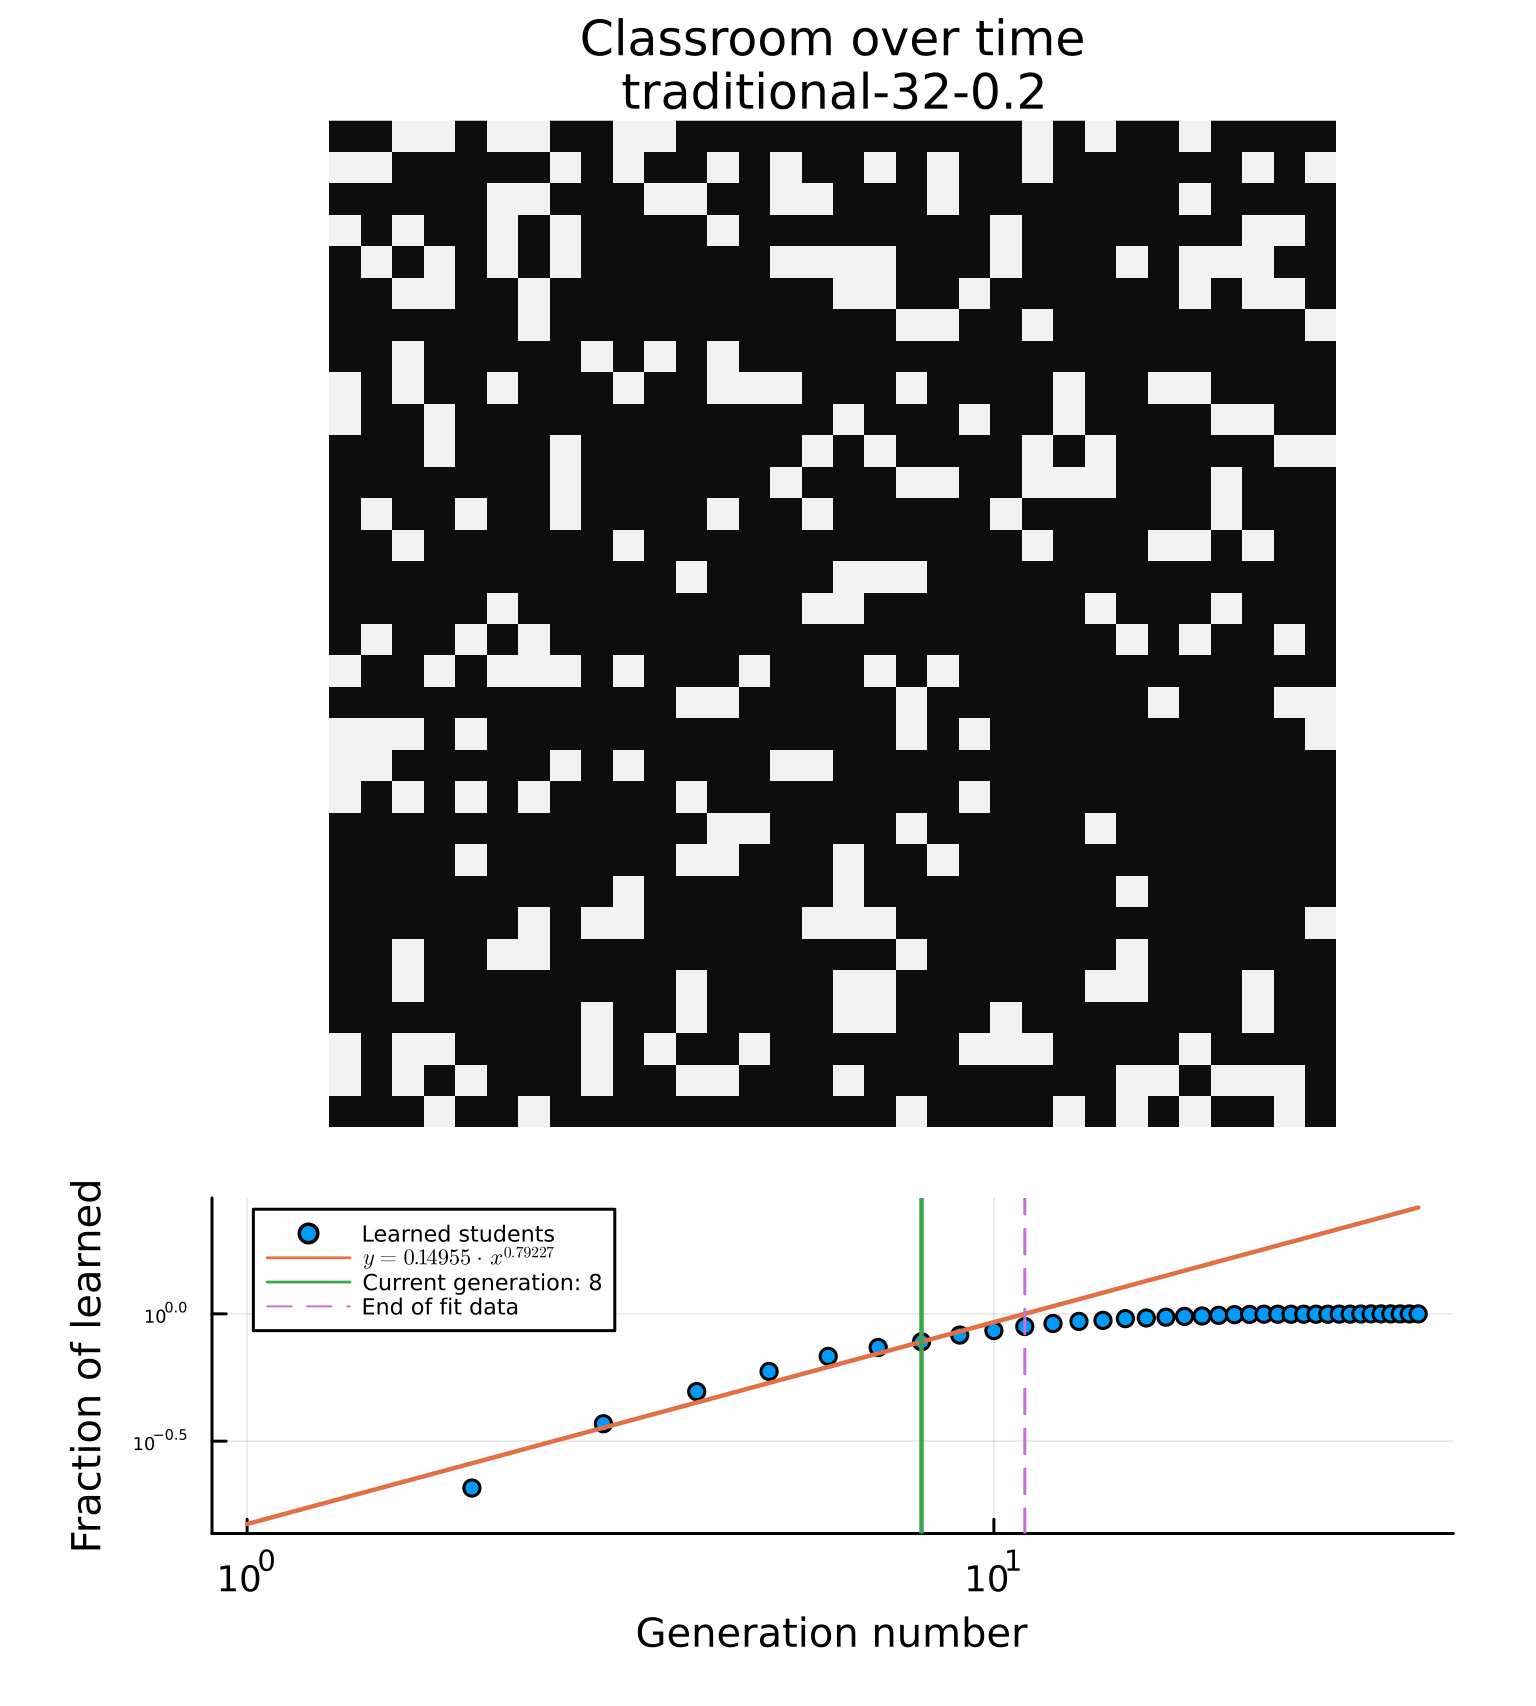 Classroom over time
traditional-32-0.2
Fraction of learned
Learned students
y = 0.14955 · x^0.79227
Current generation: 8
End of fit data
10^0.0
10^−0.5
10^0
10^1
Generation number